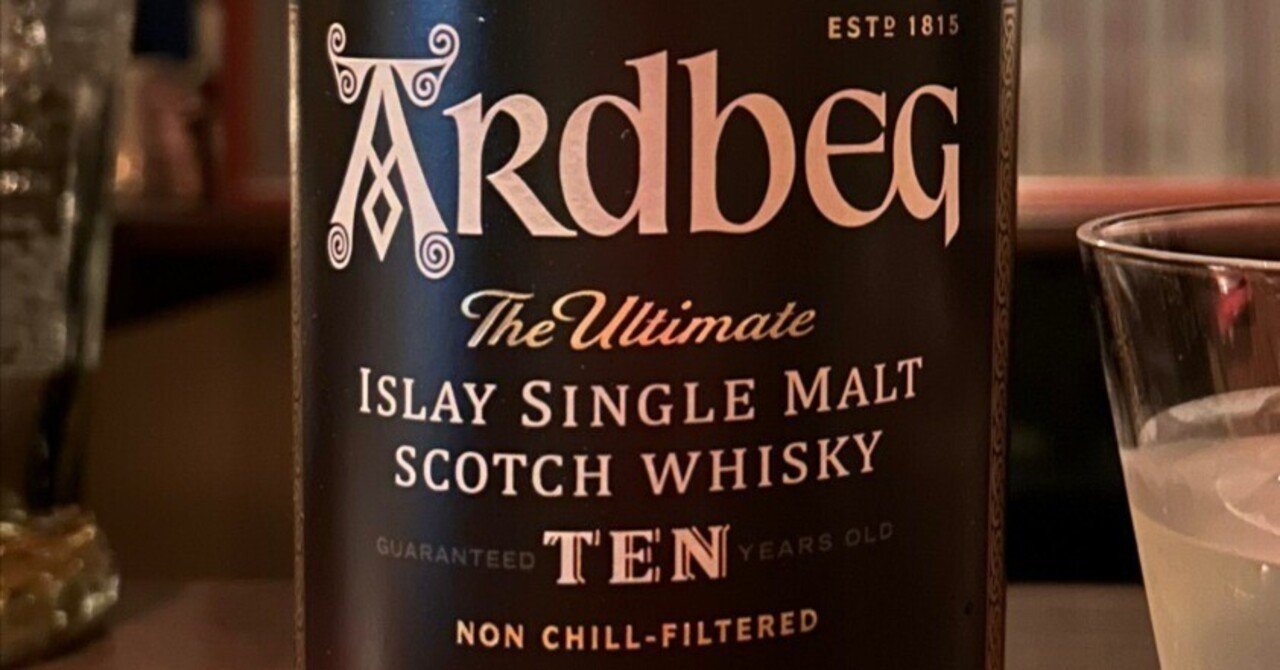 ESTD 1815
ARDBEG
The Ultimate
ISLAY SINGLE MALT
SCOTCH WHISKY
GUARANTEED TEN YEARS OLD
NON CHILL-FILTERED